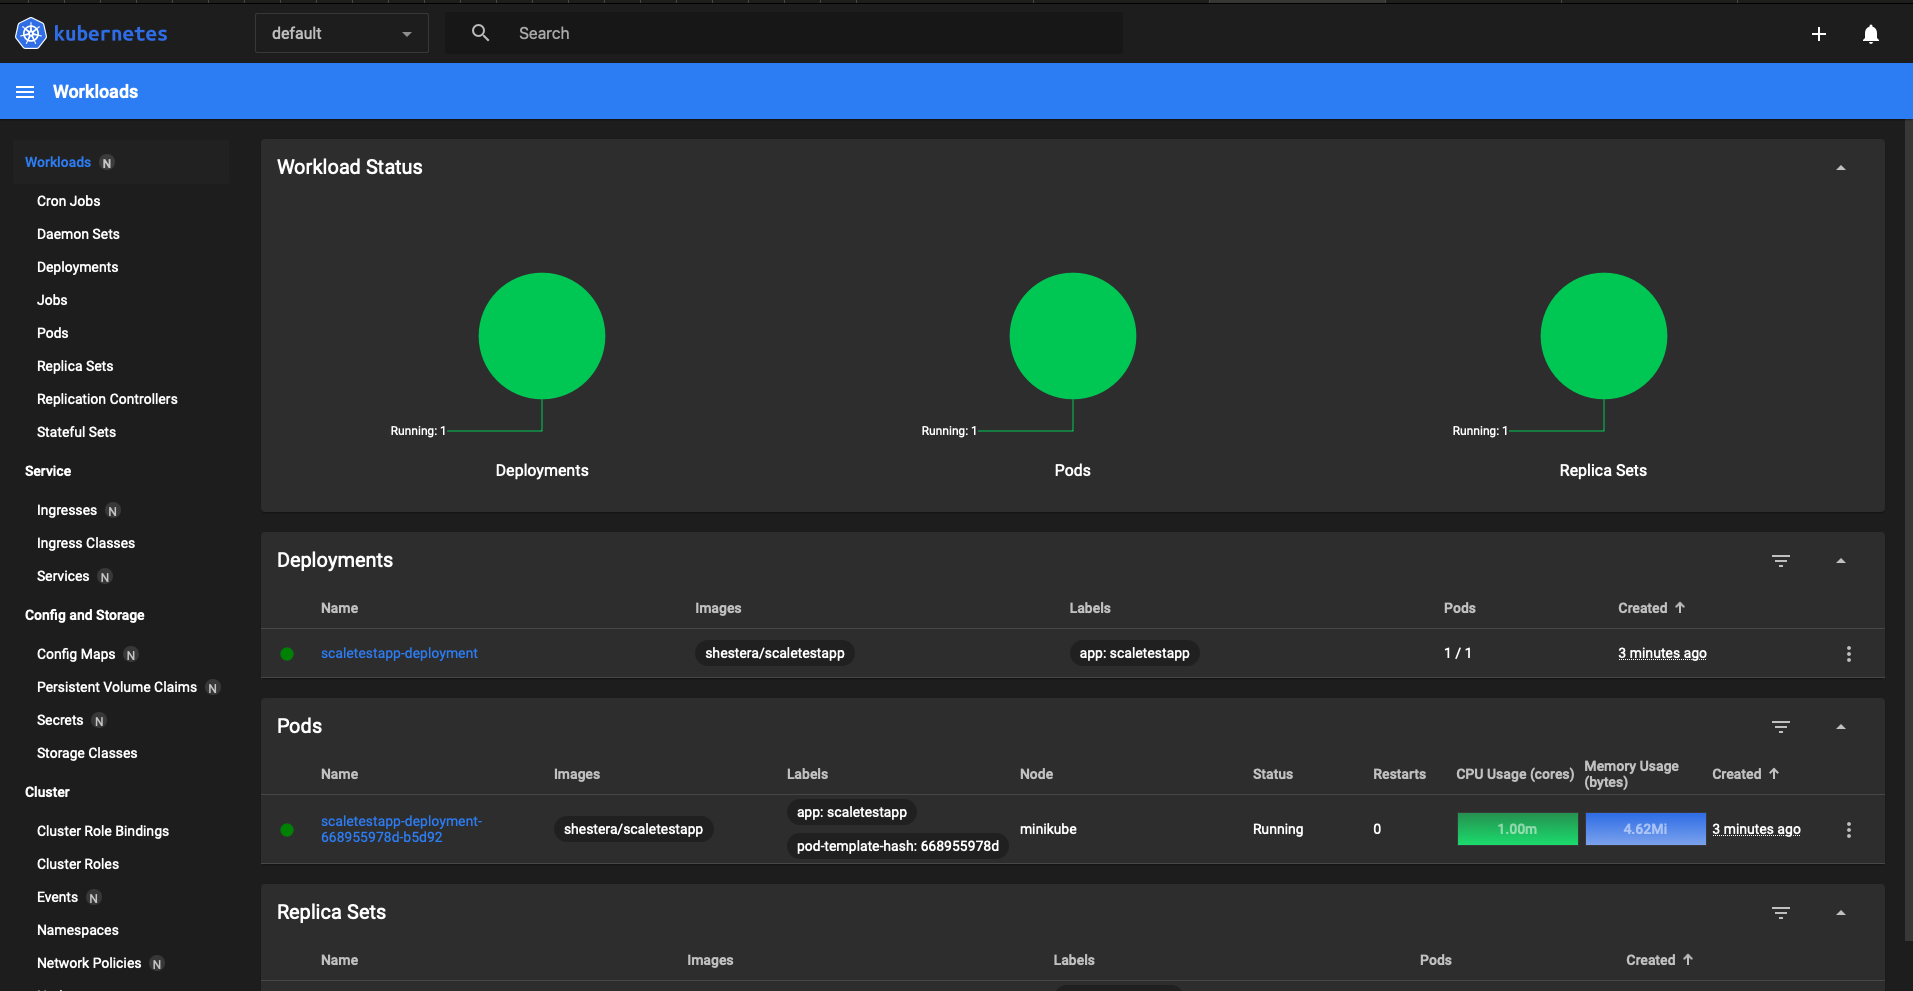 kubernetes
default
Search
Workloads
Workloads N
Cron Jobs
Daemon Sets
Deployments
Jobs
Pods
Replica Sets
Replication Controllers
Stateful Sets
Service
Ingresses N
Ingress Classes
Services N
Config and Storage
Config Maps N
Persistent Volume Claims N
Secrets N
Storage Classes
Cluster
Cluster Role Bindings
Cluster Roles
Events N
Namespaces
Network Policies N
Workload Status
Running: 1
Deployments
Running: 1
Pods
Running: 1
Replica Sets
Deployments
Name Images Labels Pods Created
scaletestapp-deployment shestera/scaletestapp app: scaletestapp 1 / 1 3 minutes ago
Pods
Name Images Labels Node Status Restarts CPU Usage (cores) Memory Usage (bytes) Created
scaletestapp-deployment-
668955978d-b5d92
shestera/scaletestapp
app: scaletestapp
pod-template-hash: 668955978d
minikube Running 0 1.00m 4.62Mi 3 minutes ago
Replica Sets
Name Images Labels Pods Created